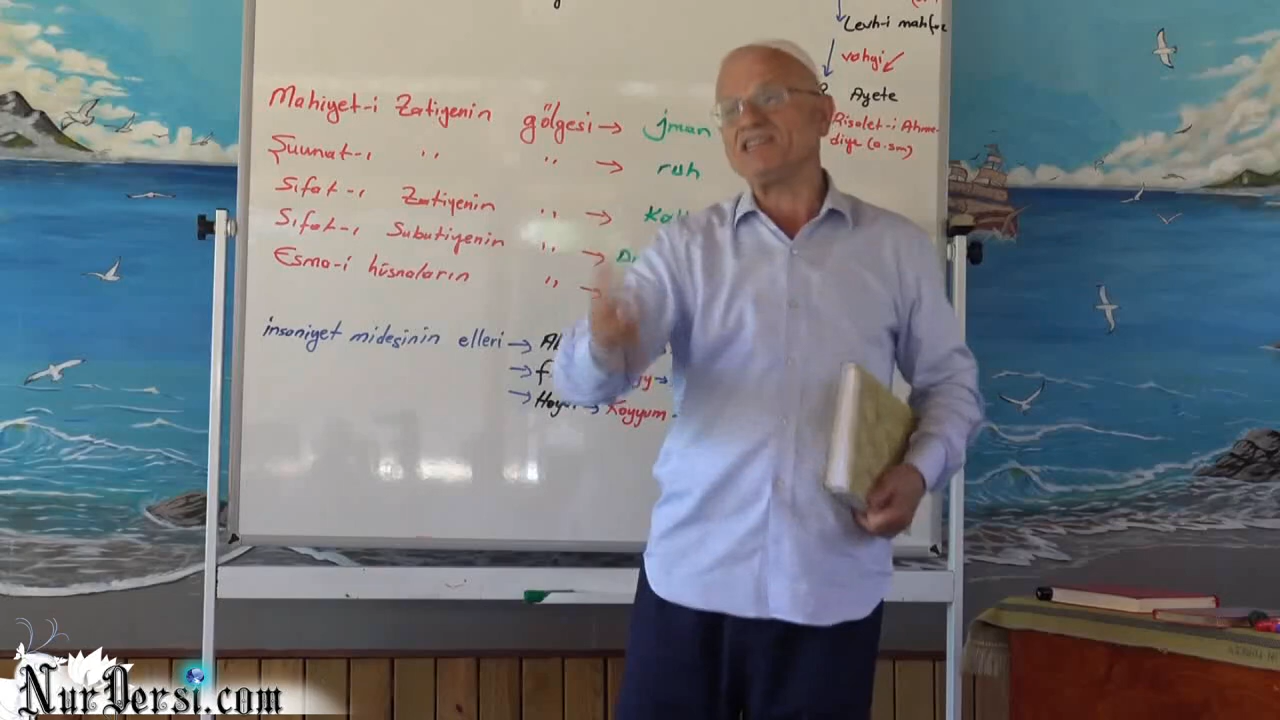 Levh-i mahfuz
vahyi
Ayete
Risalet-i Ahme-
diye (a.sm)
Mahiyet-i Zatiyenin gölgesi → iman
Şuunat-ı " " → ruh
Sıfat-ı Zatiyenin " →
Sıfat-ı Subutiyenin " →
Esma-i hüsnaların " →
insaniyet midesinin elleri →
→
→ → Kayyum
NurDersi.com